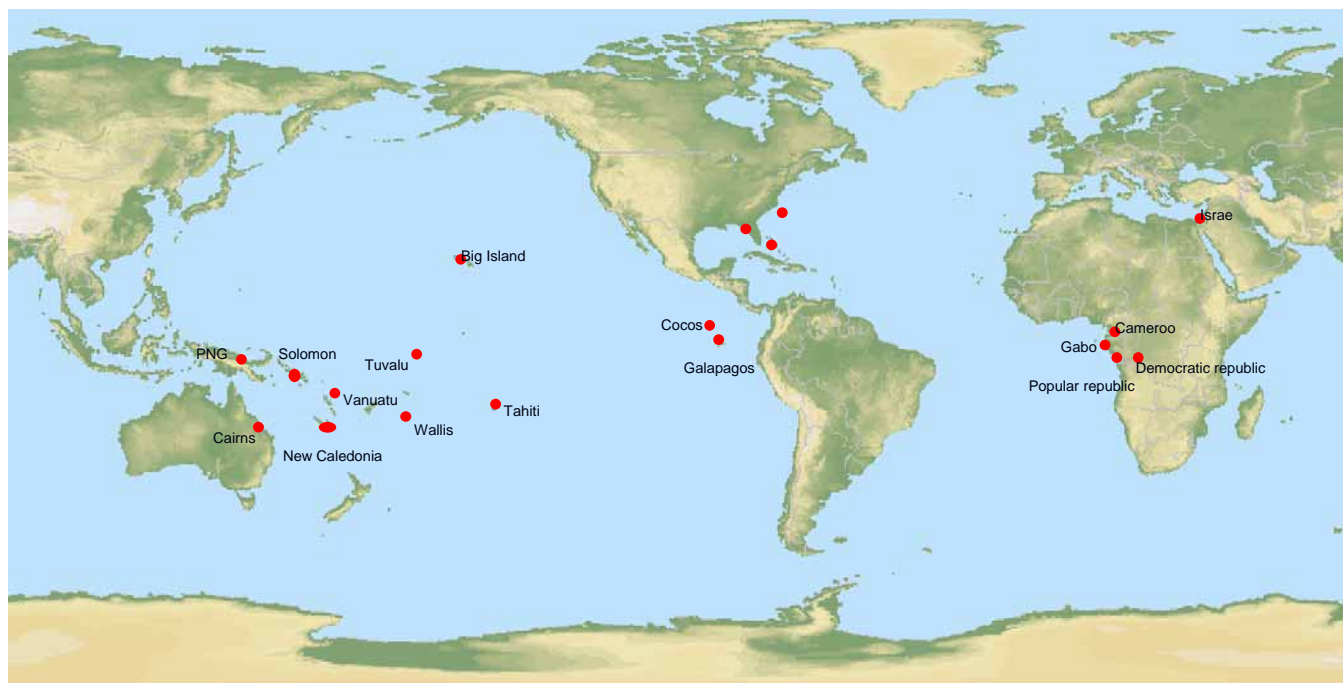 Israe
Big Island
Cocos
Cameroo
Gabo
PNG
Solomon
Tuvalu
Galapagos
Democratic republic
Popular republic
Vanuatu
Tahiti
Wallis
Cairns
New Caledonia